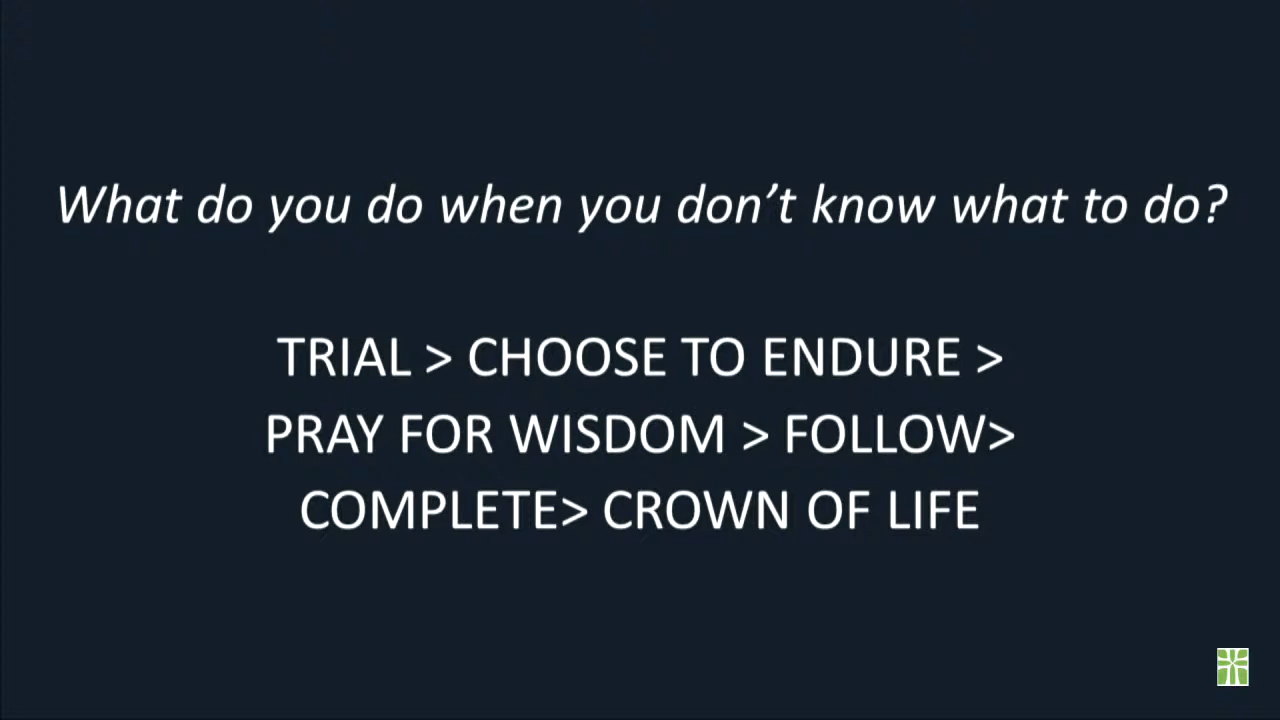 What do you do when you don’t know what to do?
TRIAL > CHOOSE TO ENDURE >
PRAY FOR WISDOM > FOLLOW>
COMPLETE> CROWN OF LIFE